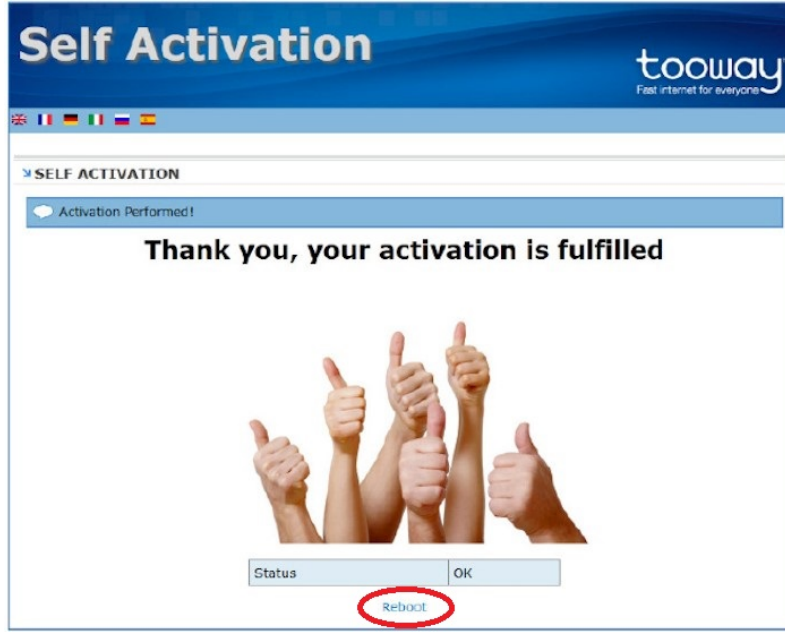 Self Activation
tooway
Fast internet for everyone
SELF ACTIVATION
Activation Performed!
Thank you, your activation is fulfilled
Status OK
Reboot